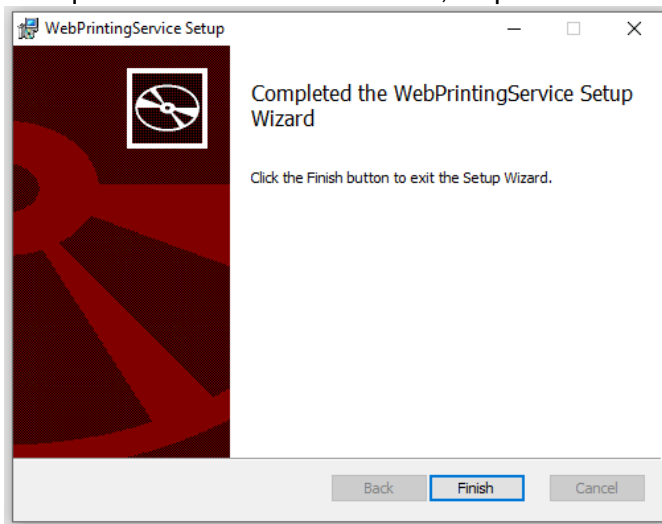 WebPrintingService Setup
Completed the WebPrintingService Setup
Wizard
Click the Finish button to exit the Setup Wizard.
Back Finish Cancel